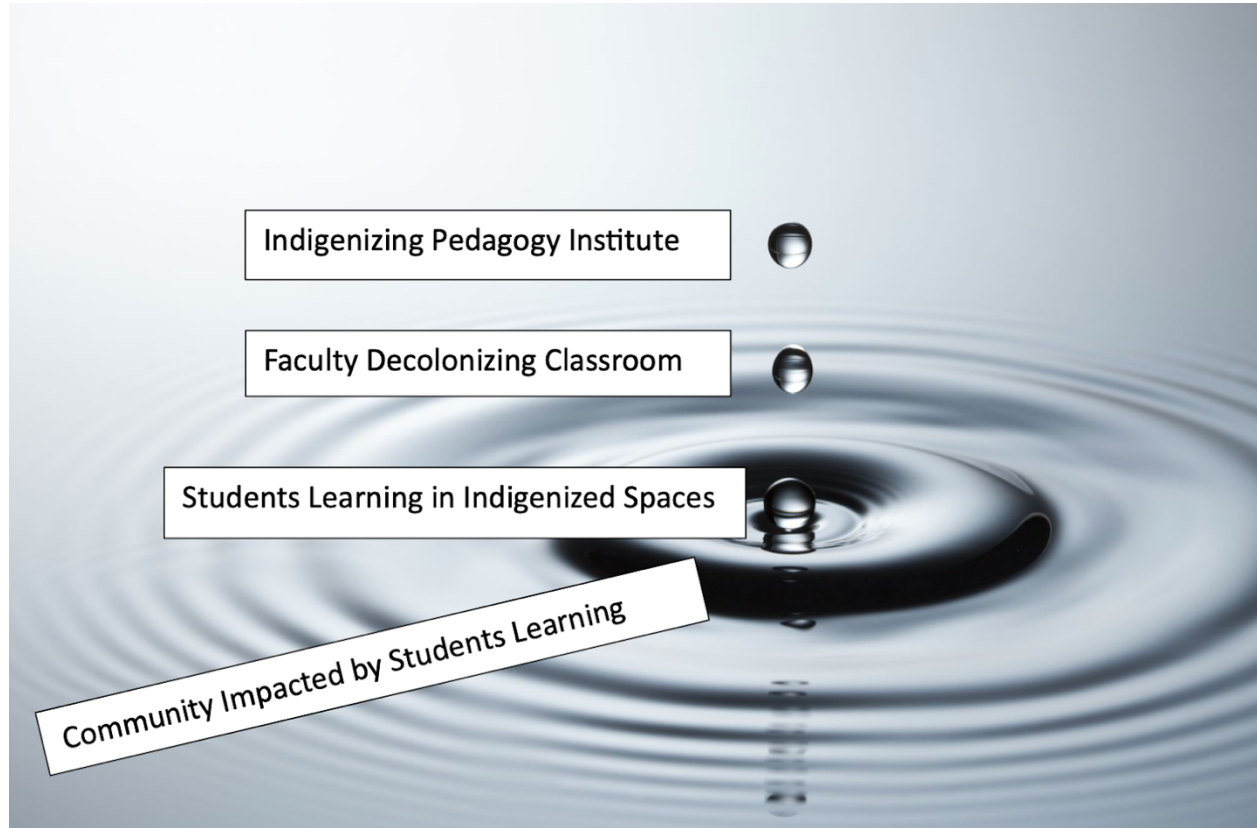 Indigenizing Pedagogy Institute
Faculty Decolonizing Classroom
Students Learning in Indigenized Spaces
Community Impacted by Students Learning